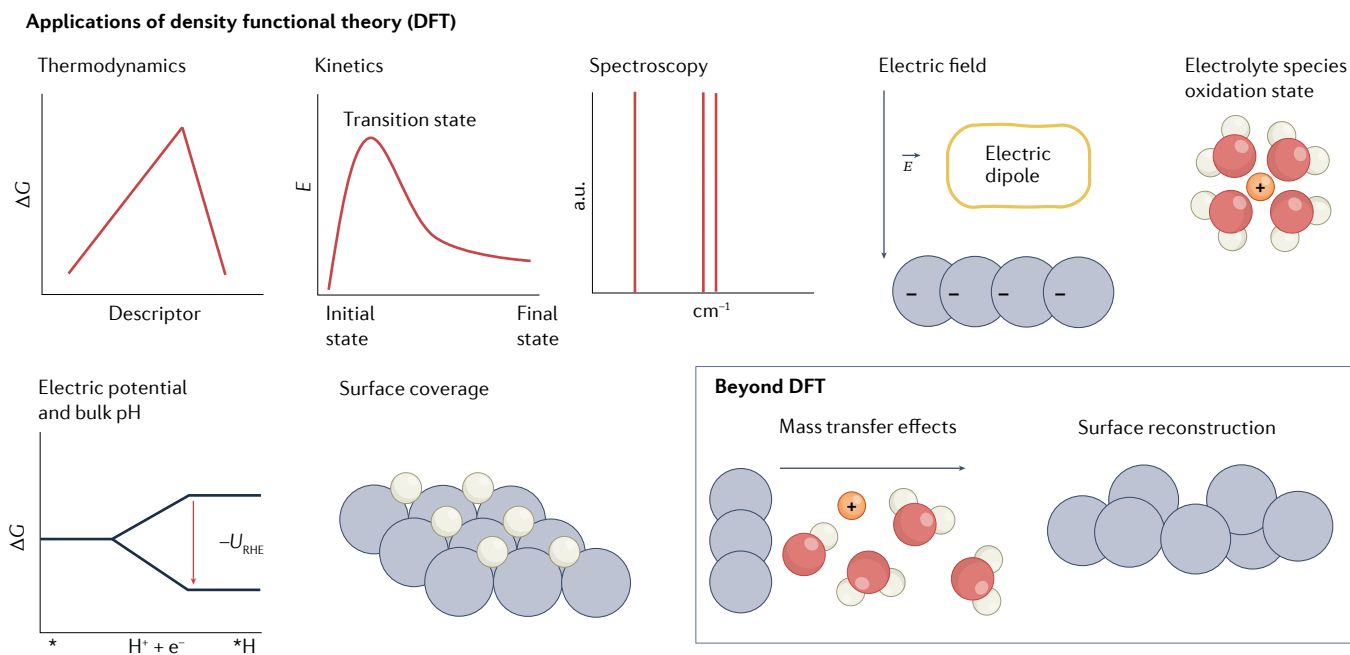 Applications of density functional theory (DFT)
Thermodynamics
ΔG
Descriptor
Kinetics
E
Transition state
Initial
state
Final
state
Spectroscopy
a.u.
cm⁻¹
Electric field
E
Electric
dipole
– – – –
Electrolyte species
oxidation state
+
Electric potential
and bulk pH
ΔG
–U_RHE
* H⁺ + e⁻ *H
Surface coverage
Beyond DFT
Mass transfer effects
+
Surface reconstruction